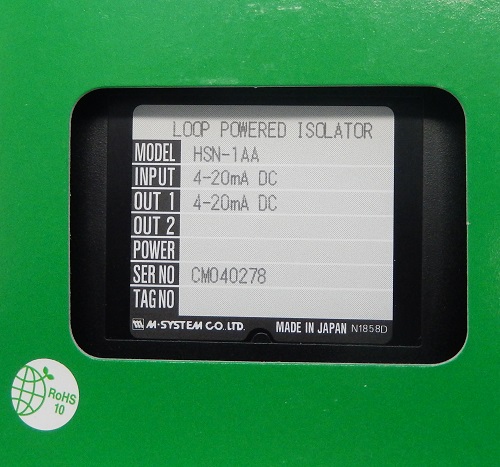 LOOP POWERED ISOLATOR
MODEL HSN-1AA
INPUT 4-20mA DC
OUT 1 4-20mA DC
OUT 2
POWER
SER NO CM040278
TAG NO
M-SYSTEM CO.,LTD. MADE IN JAPAN N1858D
RoHS
10